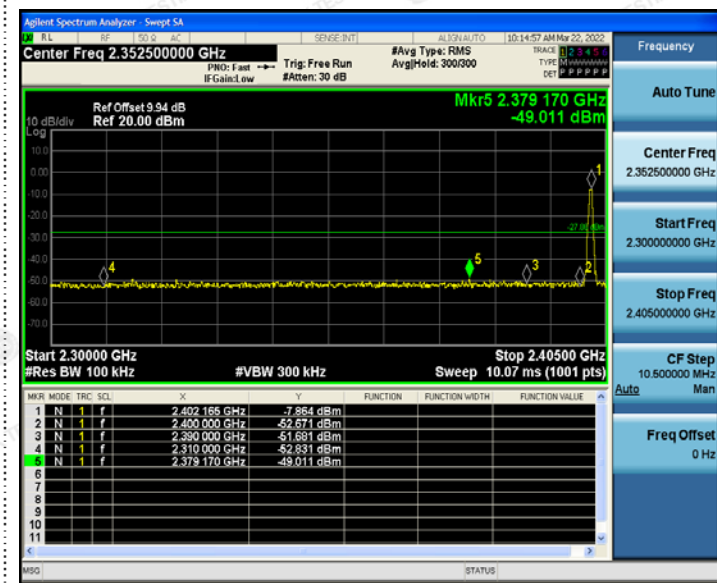 Agilent Spectrum Analyzer - Swept SA
RL RF 50 Ω AC SENSE:INT ALIGN AUTO 10:14:57 AM Mar 22, 2022
Center Freq 2.352500000 GHz #Avg Type: RMS TRACE 1 2 3 4 5 6
PNO: Fast Trig: Free Run Avg|Hold: 300/300 TYPE M
IFGain:Low #Atten: 30 dB DET P P P P P P
Ref Offset 9.94 dB Mkr5 2.379 170 GHz
10 dB/div Ref 20.00 dBm -49.011 dBm
Log
10.0
0.00
-10.0
-20.0
-30.0
-40.0
-50.0
-60.0
-70.0
1
4
5
3
2
Start 2.30000 GHz Stop 2.40500 GHz
#Res BW 100 kHz #VBW 300 kHz Sweep 10.07 ms (1001 pts)
MKR MODE TRC SCL X Y FUNCTION FUNCTION WIDTH FUNCTION VALUE
1 N 1 f 2.402 165 GHz -7.864 dBm
2 N 1 f 2.400 000 GHz -52.671 dBm
3 N 1 f 2.390 000 GHz -51.681 dBm
4 N 1 f 2.310 000 GHz -52.831 dBm
5 N 1 f 2.379 170 GHz -49.011 dBm
6
7
8
9
10
11
MSG STATUS
Frequency
Auto Tune
Center Freq
2.352500000 GHz
Start Freq
2.300000000 GHz
Stop Freq
2.405000000 GHz
CF Step
10.500000 MHz
Auto Man
Freq Offset
0 Hz